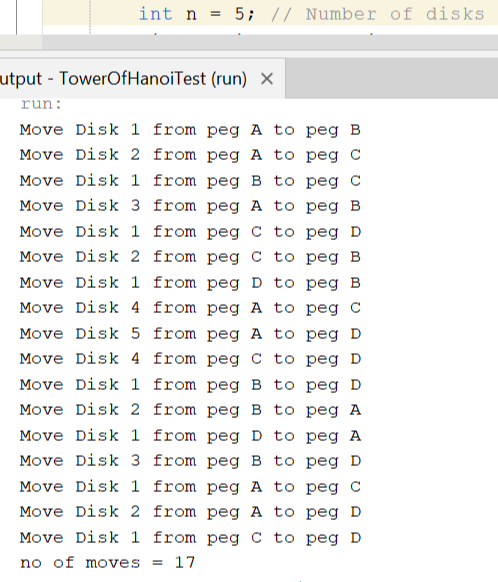 int n = 5; // Number of disks
utput - TowerOfHanoiTest (run) ×
run:
Move Disk 1 from peg A to peg B
Move Disk 2 from peg A to peg C
Move Disk 1 from peg B to peg C
Move Disk 3 from peg A to peg B
Move Disk 1 from peg C to peg D
Move Disk 2 from peg C to peg B
Move Disk 1 from peg D to peg B
Move Disk 4 from peg A to peg C
Move Disk 5 from peg A to peg D
Move Disk 4 from peg C to peg D
Move Disk 1 from peg B to peg D
Move Disk 2 from peg B to peg A
Move Disk 1 from peg D to peg A
Move Disk 3 from peg B to peg D
Move Disk 1 from peg A to peg C
Move Disk 2 from peg A to peg D
Move Disk 1 from peg C to peg D
no of moves = 17